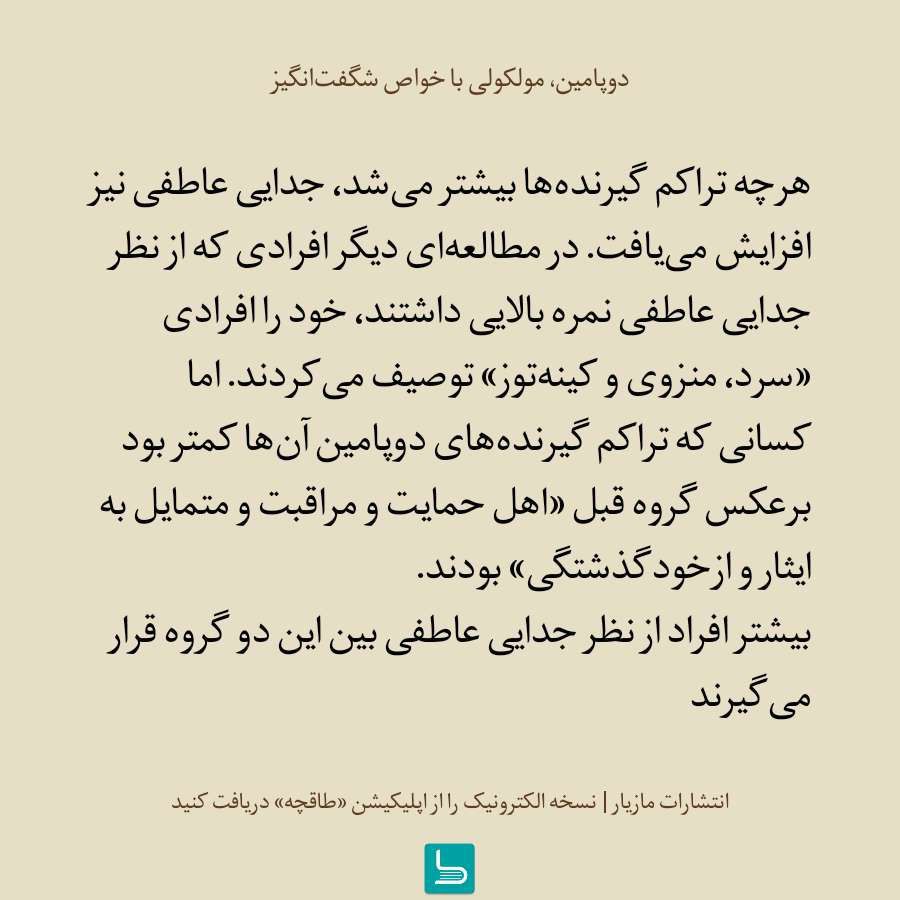 دوپامین، مولکولی با خواص شگفت‌انگیز
هرچه تراکم گیرنده‌ها بیشتر می‌شد، جدایی عاطفی نیز
افزایش می‌یافت. در مطالعه‌ای دیگر افرادی که از نظر
جدایی عاطفی نمره بالایی داشتند، خود را افرادی
«سرد، منزوی و کینه‌توز» توصیف می‌کردند. اما
کسانی که تراکم گیرنده‌های دوپامین آن‌ها کمتر بود
برعکس گروه قبل «اهل حمایت و مراقبت و متمایل به
ایثار و ازخودگذشتگی» بودند.
بیشتر افراد از نظر جدایی عاطفی بین این دو گروه قرار
می‌گیرند
انتشارات مازیار | نسخه الکترونیک را از اپلیکیشن «طاقچه» دریافت کنید